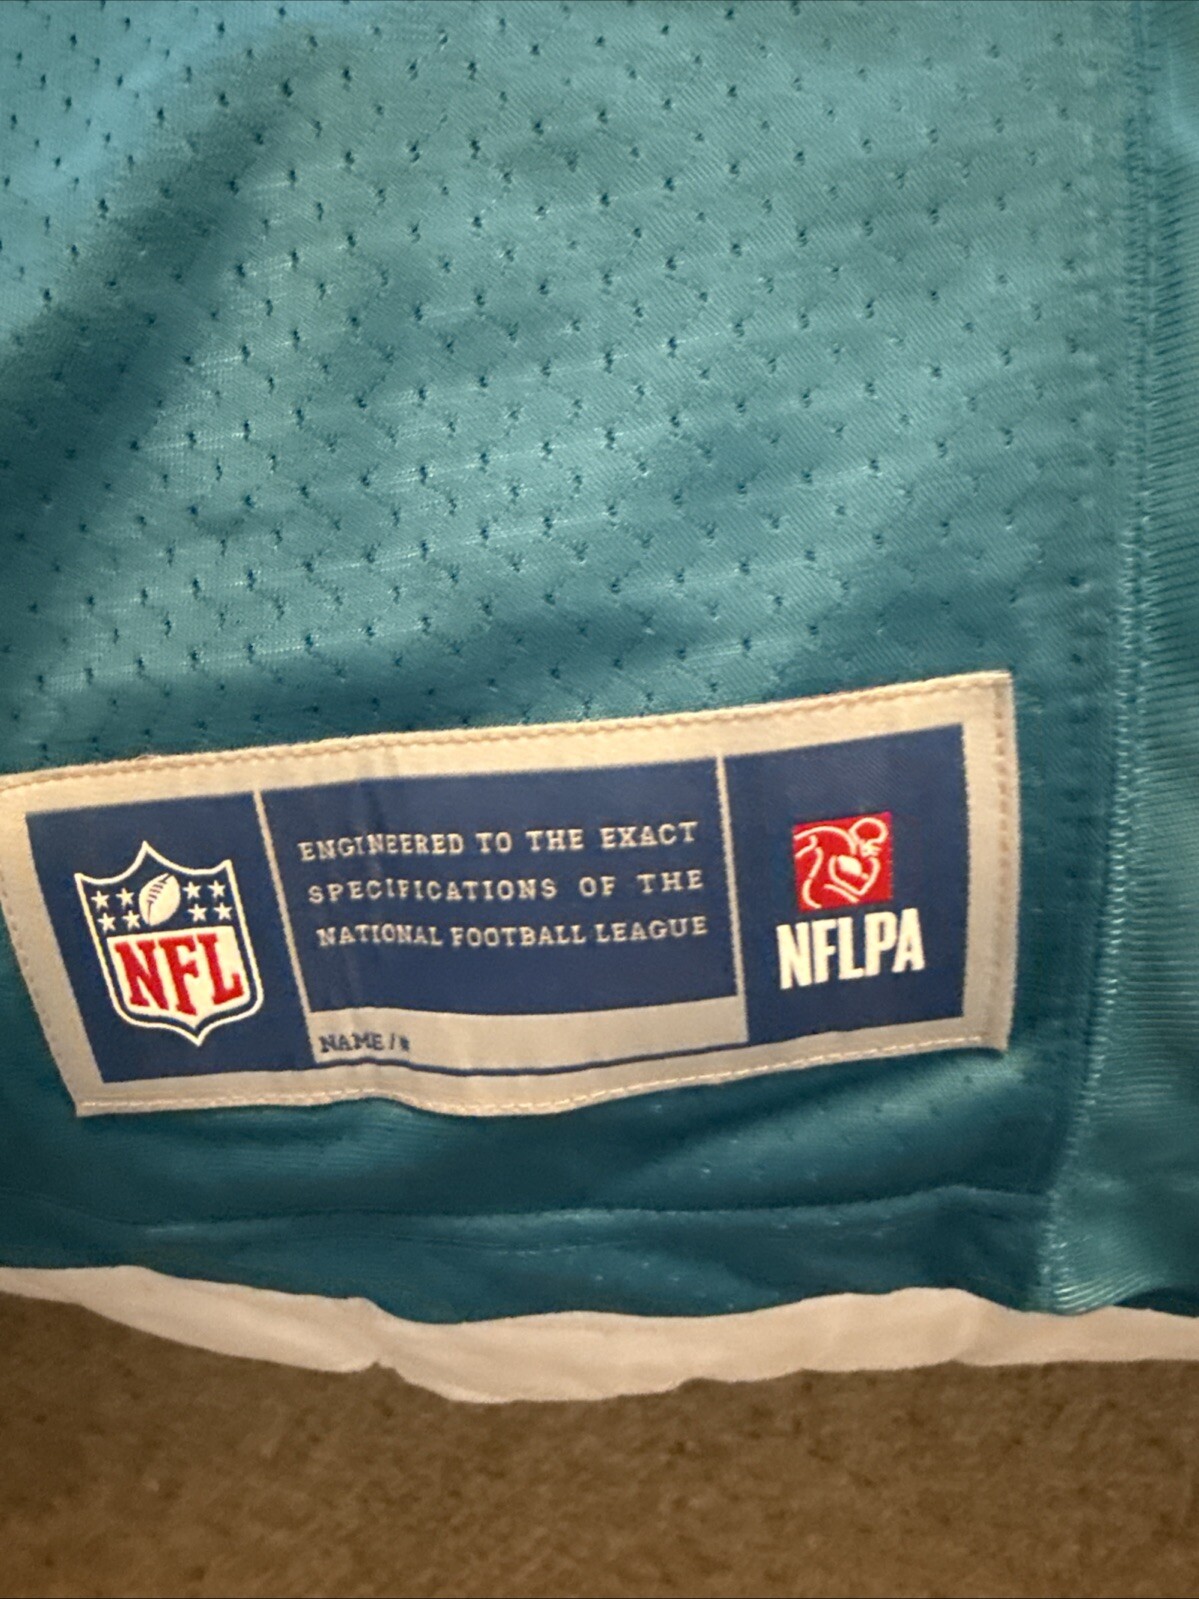 NFL
ENGINEERED TO THE EXACT
SPECIFICATIONS OF THE
NATIONAL FOOTBALL LEAGUE
NAME/#
NFLPA